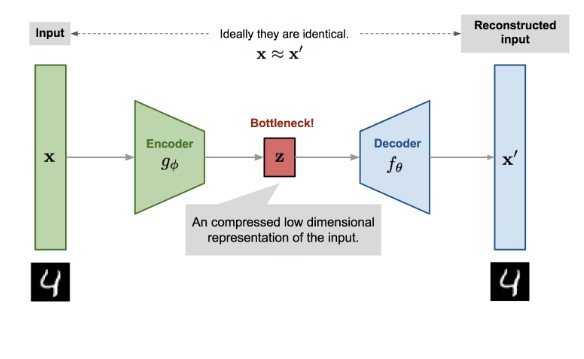 Input
Ideally they are identical.
x ≈ x′
Reconstructed
input
Bottleneck!
x
Encoder
gϕ
z
Decoder
fθ
x′
An compressed low dimensional
representation of the input.
4
4